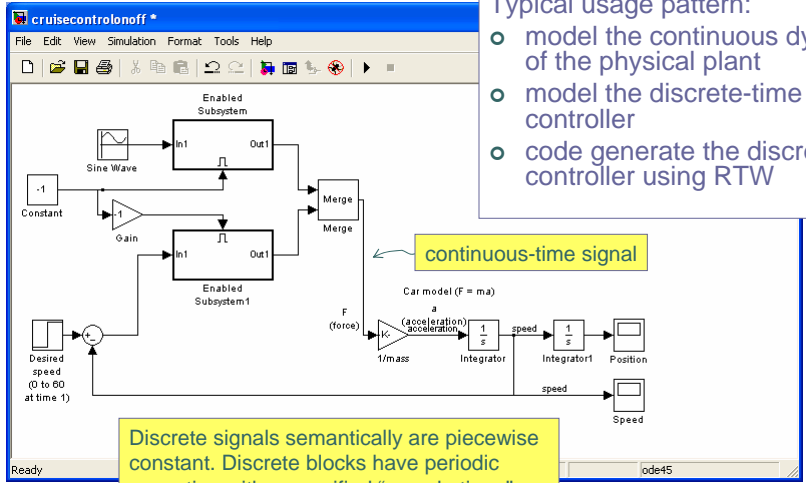 cruisecontrolonoff *
File Edit View Simulation Format Tools Help
Typical usage pattern:
model the continuous
of the physical plant
model the discrete-time
controller
code generate the
controller using RTW
Enabled
Subsystem
In1
Out1
Sine Wave
-1
Constant
-1
Gain
In1
Out1
Enabled
Subsystem1
Merge
Merge
continuous-time signal
Car model (F = ma)
F
(force)
a
(acceleration)
acceleration
K-
1/mass
1
s
Integrator
speed
1
s
Integrator1
Position
speed
Speed
+
-
Desired
speed
(0 to 60
at time 1)
Discrete signals semantically are piecewise
constant. Discrete blocks have periodic
Ready
ode45